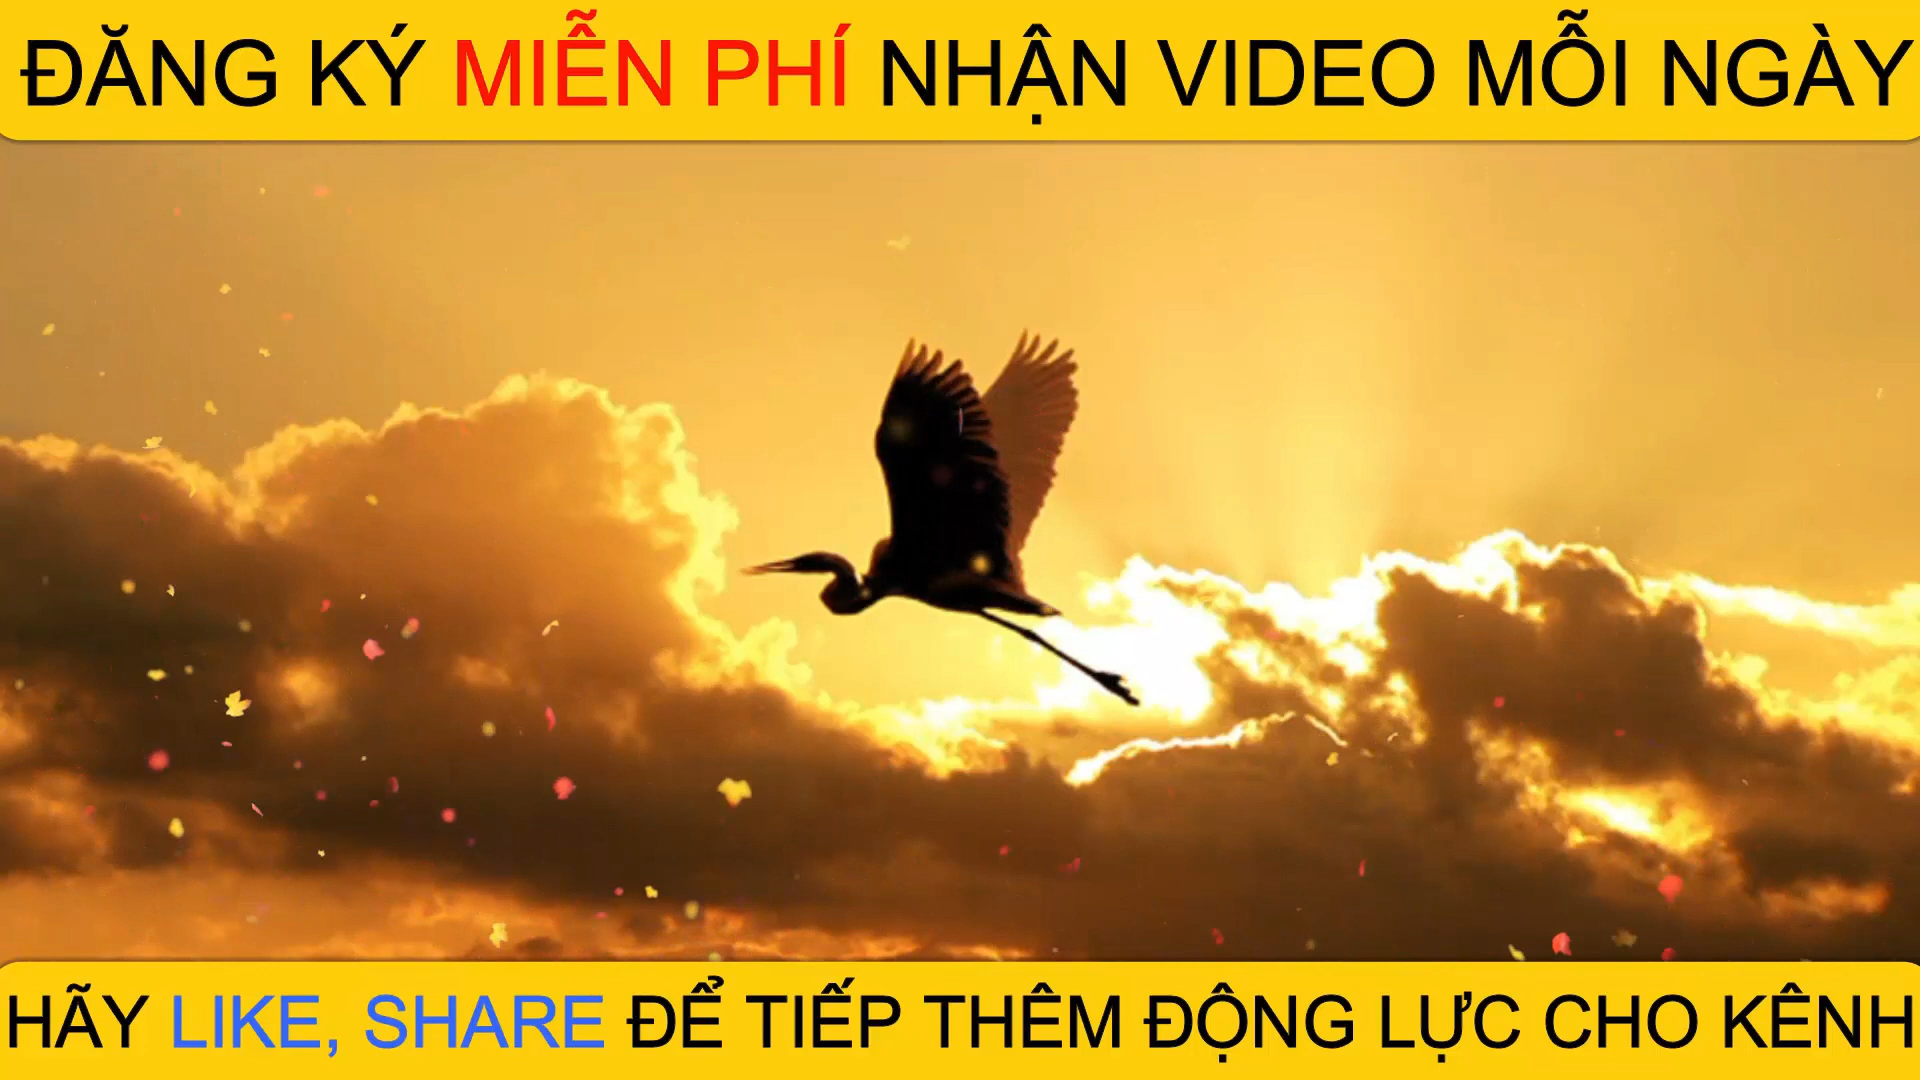 ĐĂNG KÝ MIỄN PHÍ NHẬN VIDEO MỖI NGÀY
HÃY LIKE, SHARE ĐỂ TIẾP THÊM ĐỘNG LỰC CHO KÊNH